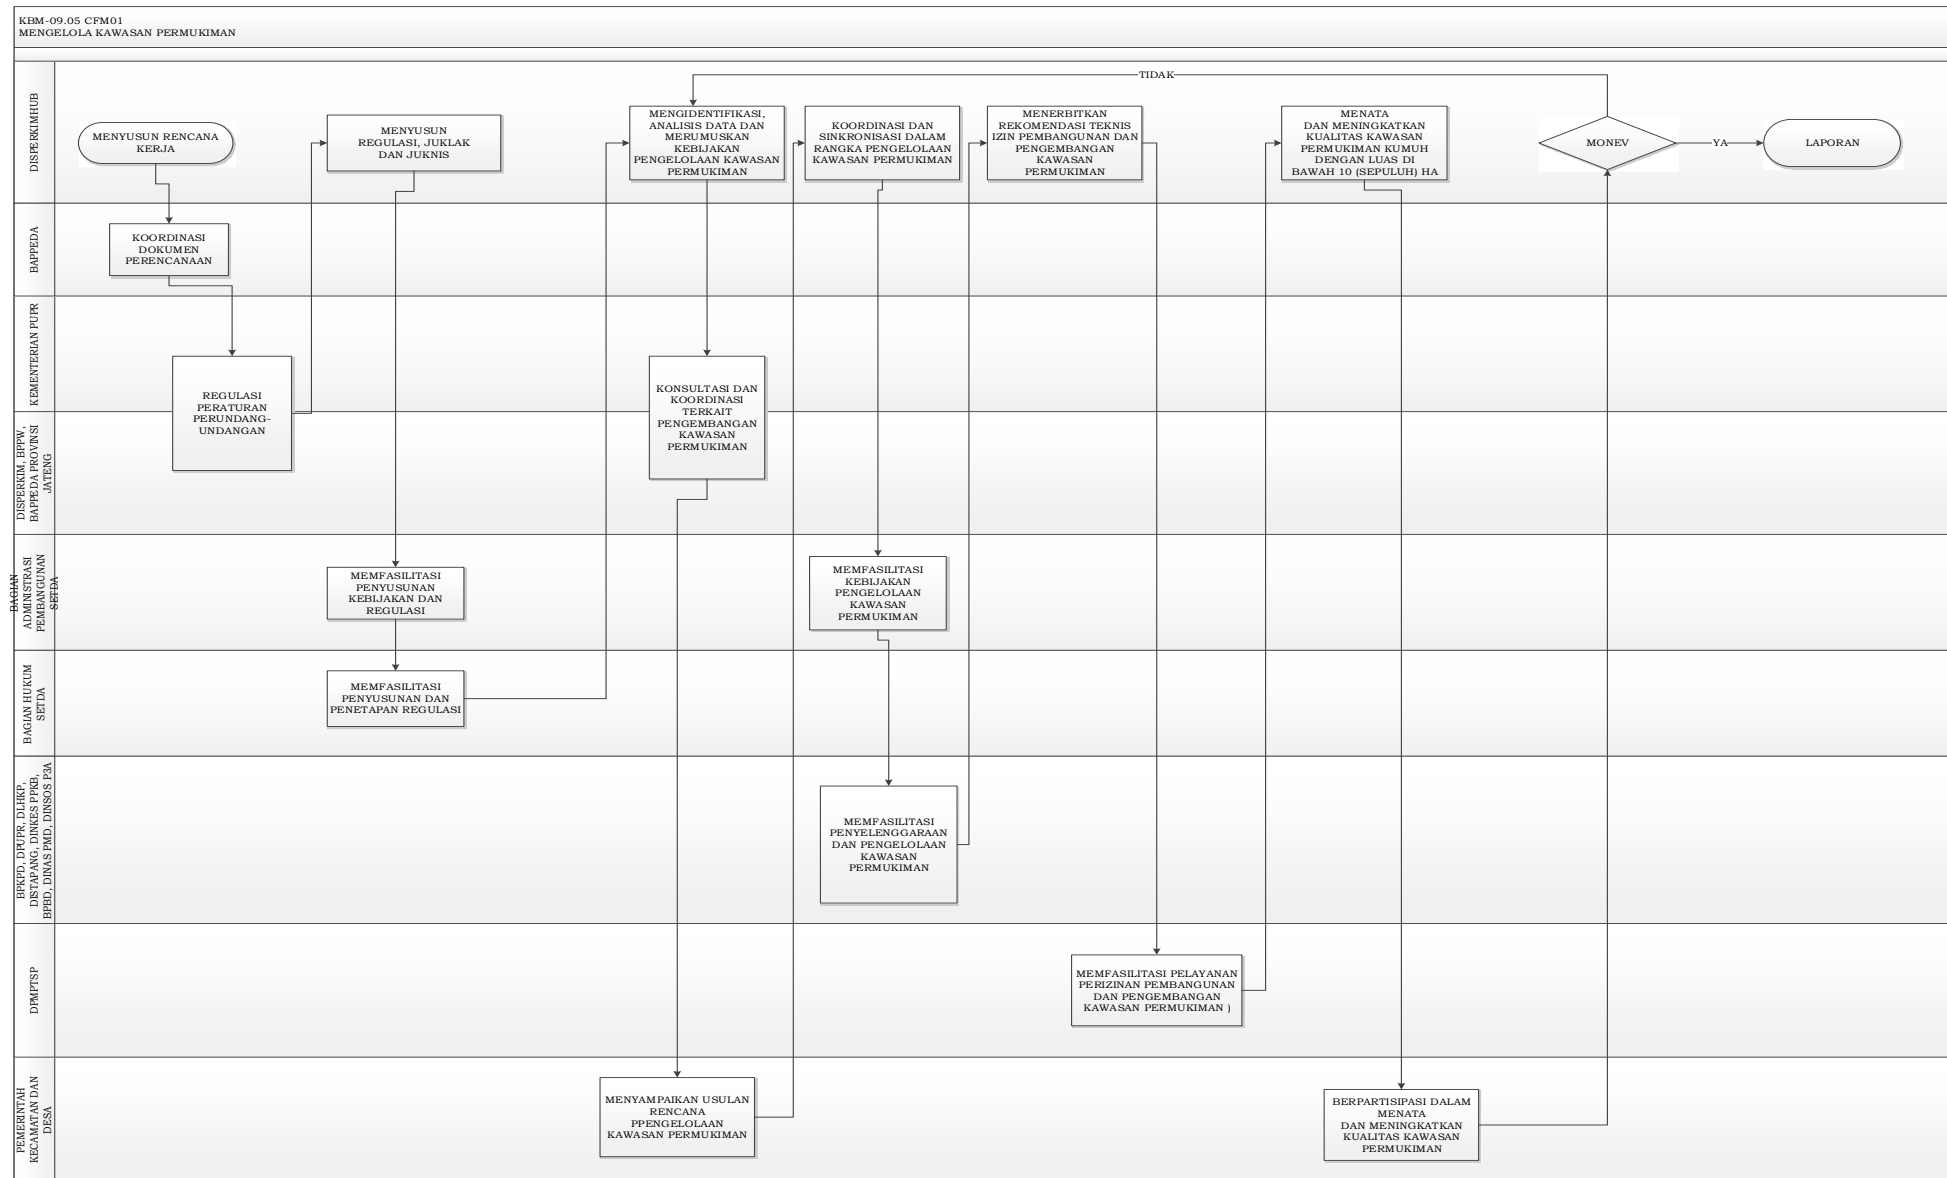 KBM-09.05 CFM01
MENGELOLA KAWASAN PERMUKIMAN
DISPERKIMHUB
MENYUSUN RENCANA
KERJA
MENYUSUN
REGULASI, JUKLAK
DAN JUKNIS
MENGIDENTIFIKASI,
ANALISIS DATA DAN
MERUMUSKAN
KEBIJAKAN
PENGELOLAAN KAWASAN
PERMUKIMAN
KOORDINASI DAN
SINKRONISASI DALAM
RANGKA PENGELOLAAN
KAWASAN PERMUKIMAN
MENERBITKAN
REKOMENDASI TEKNIS
IZIN PEMBANGUNAN DAN
PENGEMBANGAN
KAWASAN
PERMUKIMAN
MENATA
DAN MENINGKATKAN
KUALITAS KAWASAN
PERMUKIMAN KUMUH
DENGAN LUAS DI
BAWAH 10 (SEPULUH) HA
TIDAK
MONEV
YA
LAPORAN
BAPPEDA
KOORDINASI
DOKUMEN
PERENCANAAN
KEMENTERIAN PUPR
REGULASI
PERATURAN
PERUNDANG-
UNDANGAN
KONSULTASI DAN
KOORDINASI
TERKAIT
PENGEMBANGAN
KAWASAN
PERMUKIMAN
DISPERKIM, BPPW,
BAPPEDA PROVINSI
JATENG
BAGIAN
ADMINISTRASI
PEMBANGUNAN
SETDA
MEMFASILITASI
PENYUSUNAN
KEBIJAKAN DAN
REGULASI
MEMFASILITASI
KEBIJAKAN
PENGELOLAAN
KAWASAN
PERMUKIMAN
BAGIAN HUKUM
SETDA
MEMFASILITASI
PENYUSUNAN DAN
PENETAPAN REGULASI
BPKPD, DPUPR, DLHKP,
DISTAPANG, DINKES PPKB,
BPBD, DINAS PMD, DINSOS P3A
MEMFASILITASI
PENYELENGGARAAN
DAN PENGELOLAAN
KAWASAN
PERMUKIMAN
DPMPTSP
MEMFASILITASI PELAYANAN
PERIZINAN PEMBANGUNAN
DAN PENGEMBANGAN
KAWASAN PERMUKIMAN )
PEMERINTAH
KECAMATAN DAN
DESA
MENYAMPAIKAN USULAN
RENCANA
PPENGELOLAAN
KAWASAN PERMUKIMAN
BERPARTISIPASI DALAM
MENATA
DAN MENINGKATKAN
KUALITAS KAWASAN
PERMUKIMAN